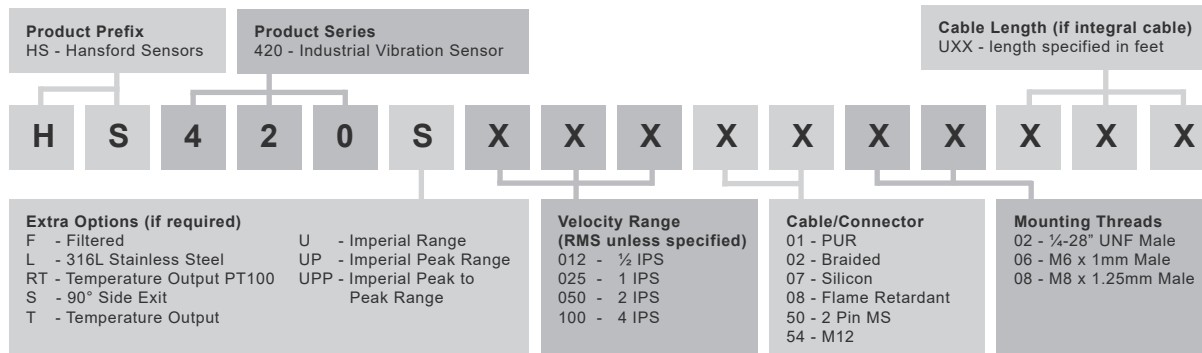 Product Prefix
HS - Hansford Sensors
Product Series
420 - Industrial Vibration Sensor
Cable Length (if integral cable)
UXX - length specified in feet
H S 4 2 0 S X X X X X X X X X X
Extra Options (if required)
F - Filtered
L - 316L Stainless Steel
RT - Temperature Output PT100
S - 90° Side Exit
T - Temperature Output
U - Imperial Range
UP - Imperial Peak Range
UPP - Imperial Peak to
Peak Range
Velocity Range
(RMS unless specified)
012 - ½ IPS
025 - 1 IPS
050 - 2 IPS
100 - 4 IPS
Cable/Connector
01 - PUR
02 - Braided
07 - Silicon
08 - Flame Retardant
50 - 2 Pin MS
54 - M12
Mounting Threads
02 - ¼-28" UNF Male
06 - M6 x 1mm Male
08 - M8 x 1.25mm Male